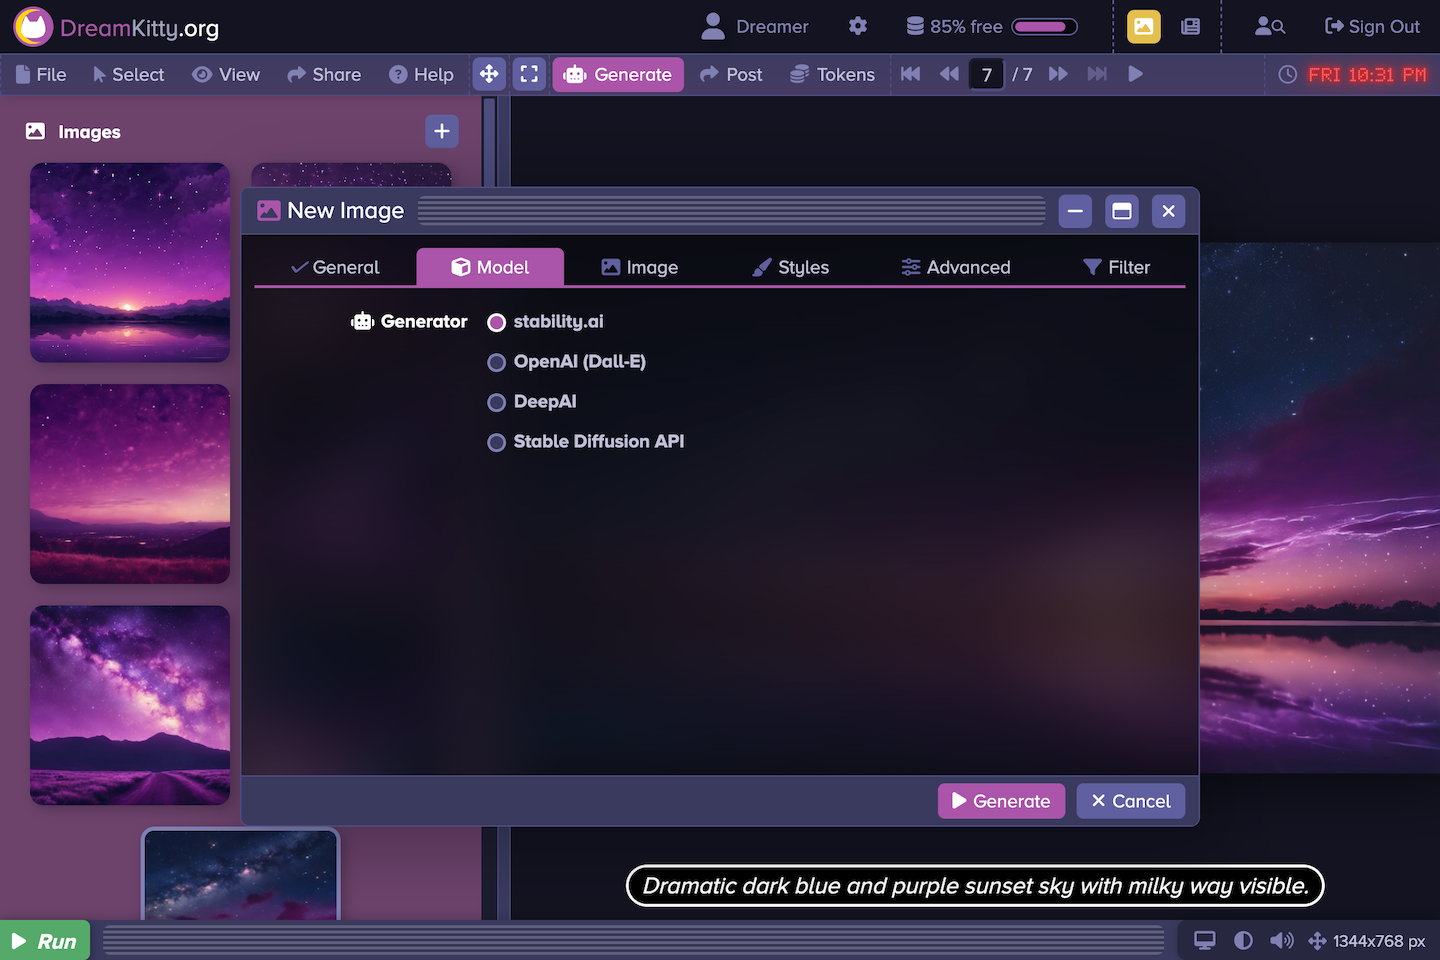 DreamKitty.org
Dreamer
85% free
Sign Out
File
Select
View
Share
Help
Generate
Post
Tokens
7 / 7
FRI 10:31 PM
Images
New Image
General
Model
Image
Styles
Advanced
Filter
Generator
stability.ai
OpenAI (Dall-E)
DeepAI
Stable Diffusion API
Generate
Cancel
Dramatic dark blue and purple sunset sky with milky way visible.
Run
1344x768 px